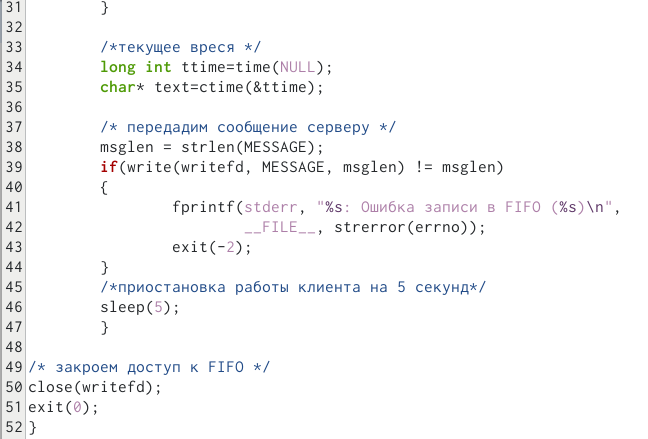 31 }
32
33 /*текущее вреся */
34 long int ttime=time(NULL);
35 char* text=ctime(&ttime);
36
37 /* передадим сообщение серверу */
38 msglen = strlen(MESSAGE);
39 if(write(writefd, MESSAGE, msglen) != msglen)
40 {
41 fprintf(stderr, "%s: Ошибка записи в FIFO (%s)\n",
42 __FILE__, strerror(errno));
43 exit(-2);
44 }
45 /*приостановка работы клиента на 5 секунд*/
46 sleep(5);
47 }
48
49 /* закроем доступ к FIFO */
50 close(writefd);
51 exit(0);
52 }